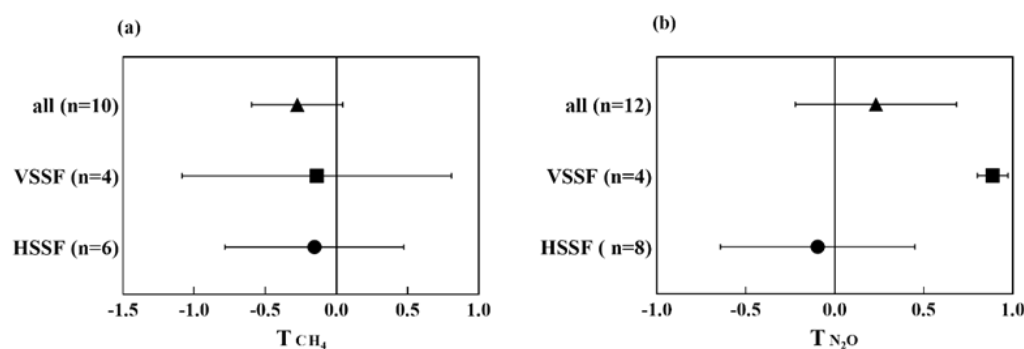 (a)
all (n=10)
VSSF (n=4)
HSSF (n=6)
-1.5 -1.0 -0.5 0.0 0.5 1.0
T CH₄
(b)
all (n=12)
VSSF (n=4)
HSSF ( n=8)
-1.0 -0.5 0.0 0.5 1.0
T N₂O